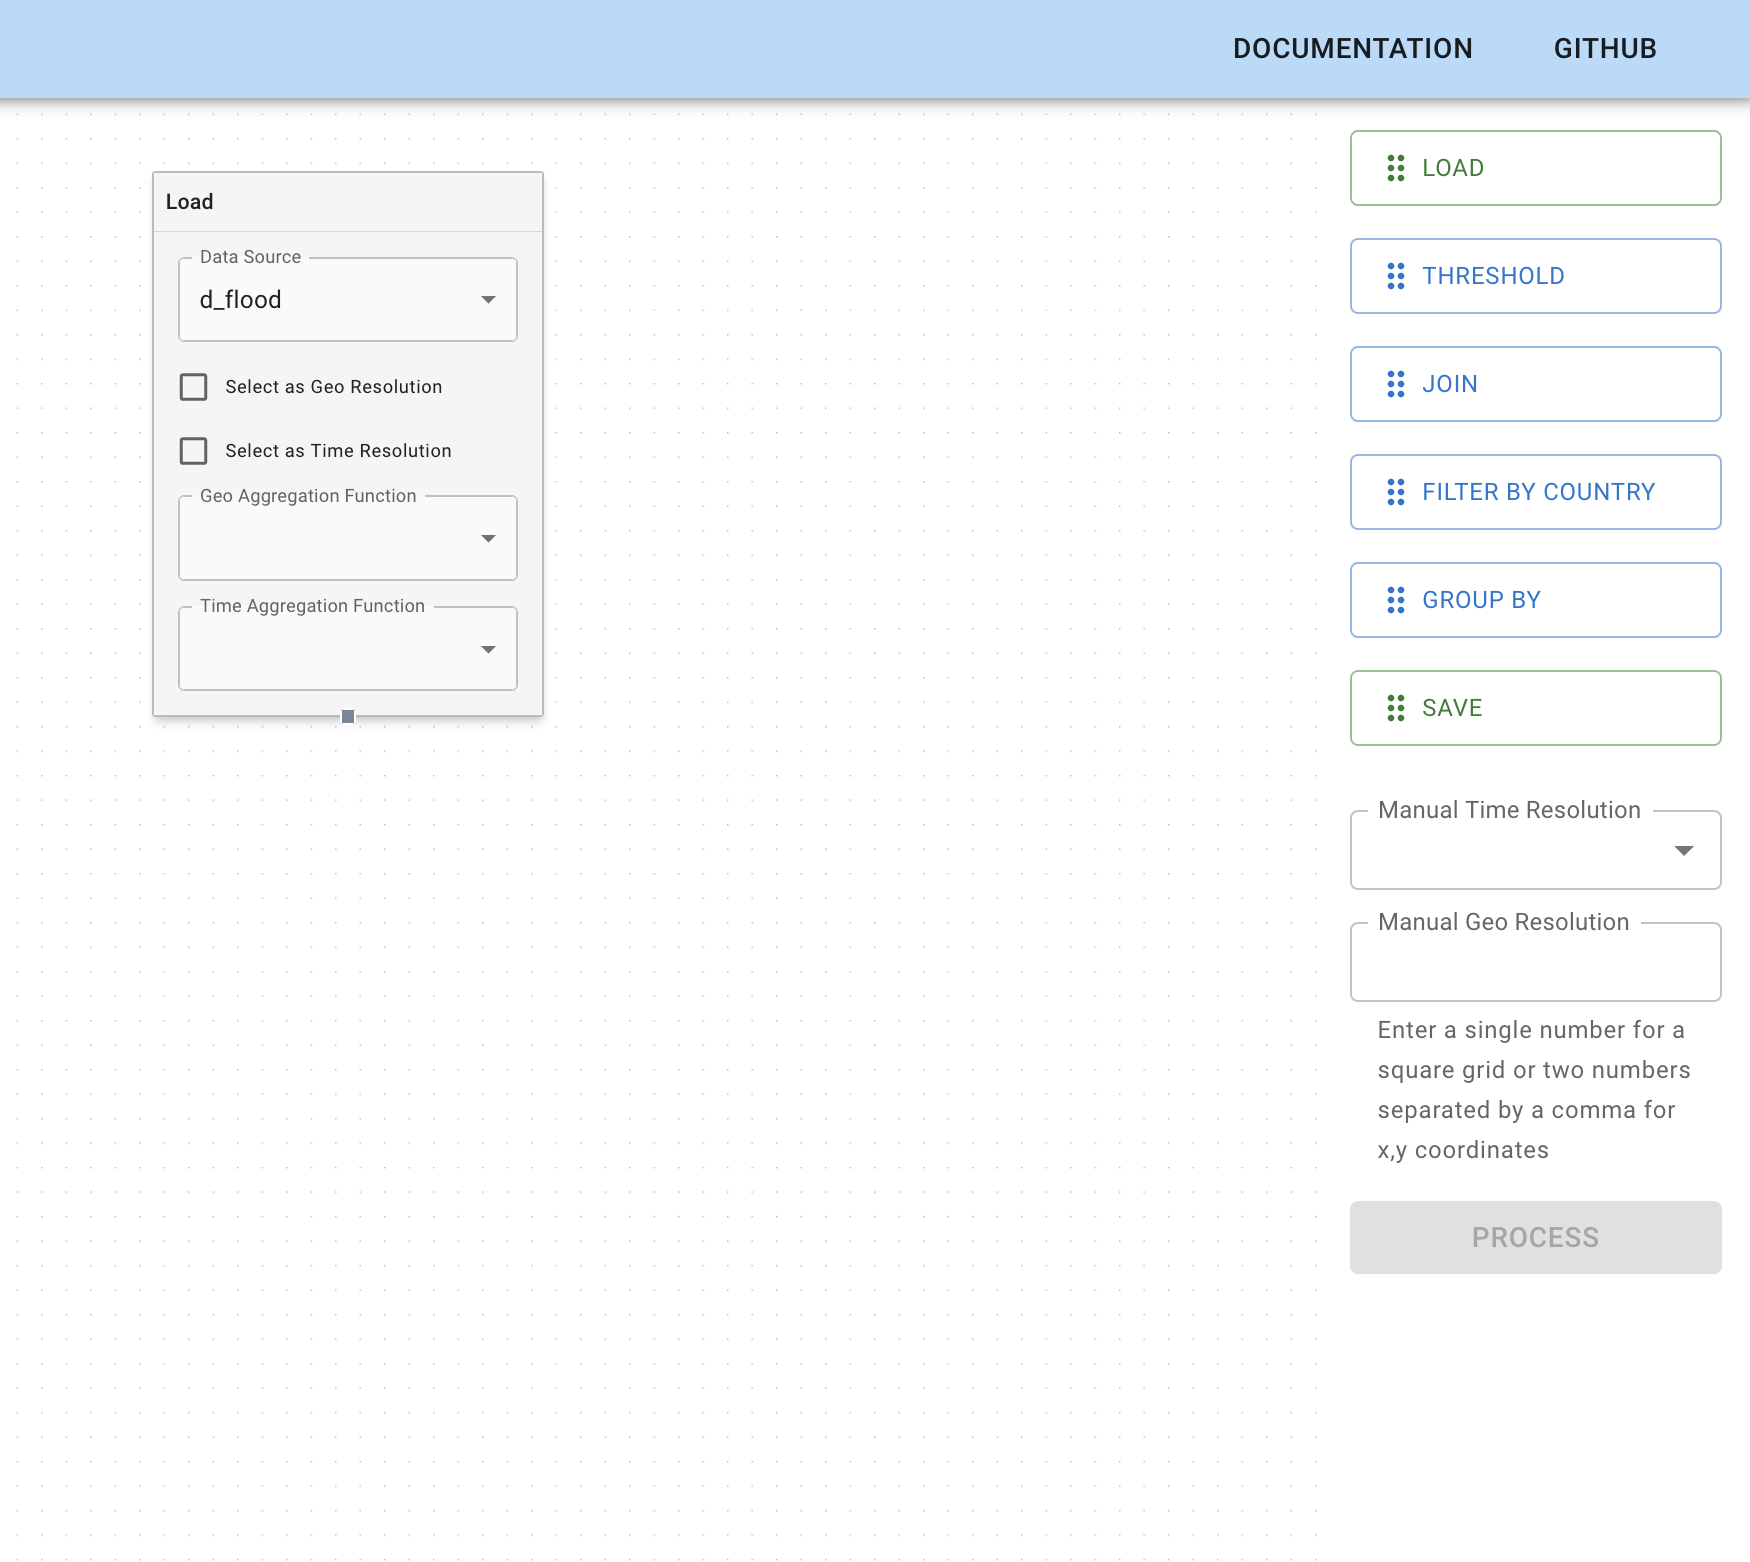 DOCUMENTATION GITHUB
Load
Data Source
d_flood
Select as Geo Resolution
Select as Time Resolution
Geo Aggregation Function
Time Aggregation Function
LOAD
THRESHOLD
JOIN
FILTER BY COUNTRY
GROUP BY
SAVE
Manual Time Resolution
Manual Geo Resolution
Enter a single number for a
square grid or two numbers
separated by a comma for
x,y coordinates
PROCESS